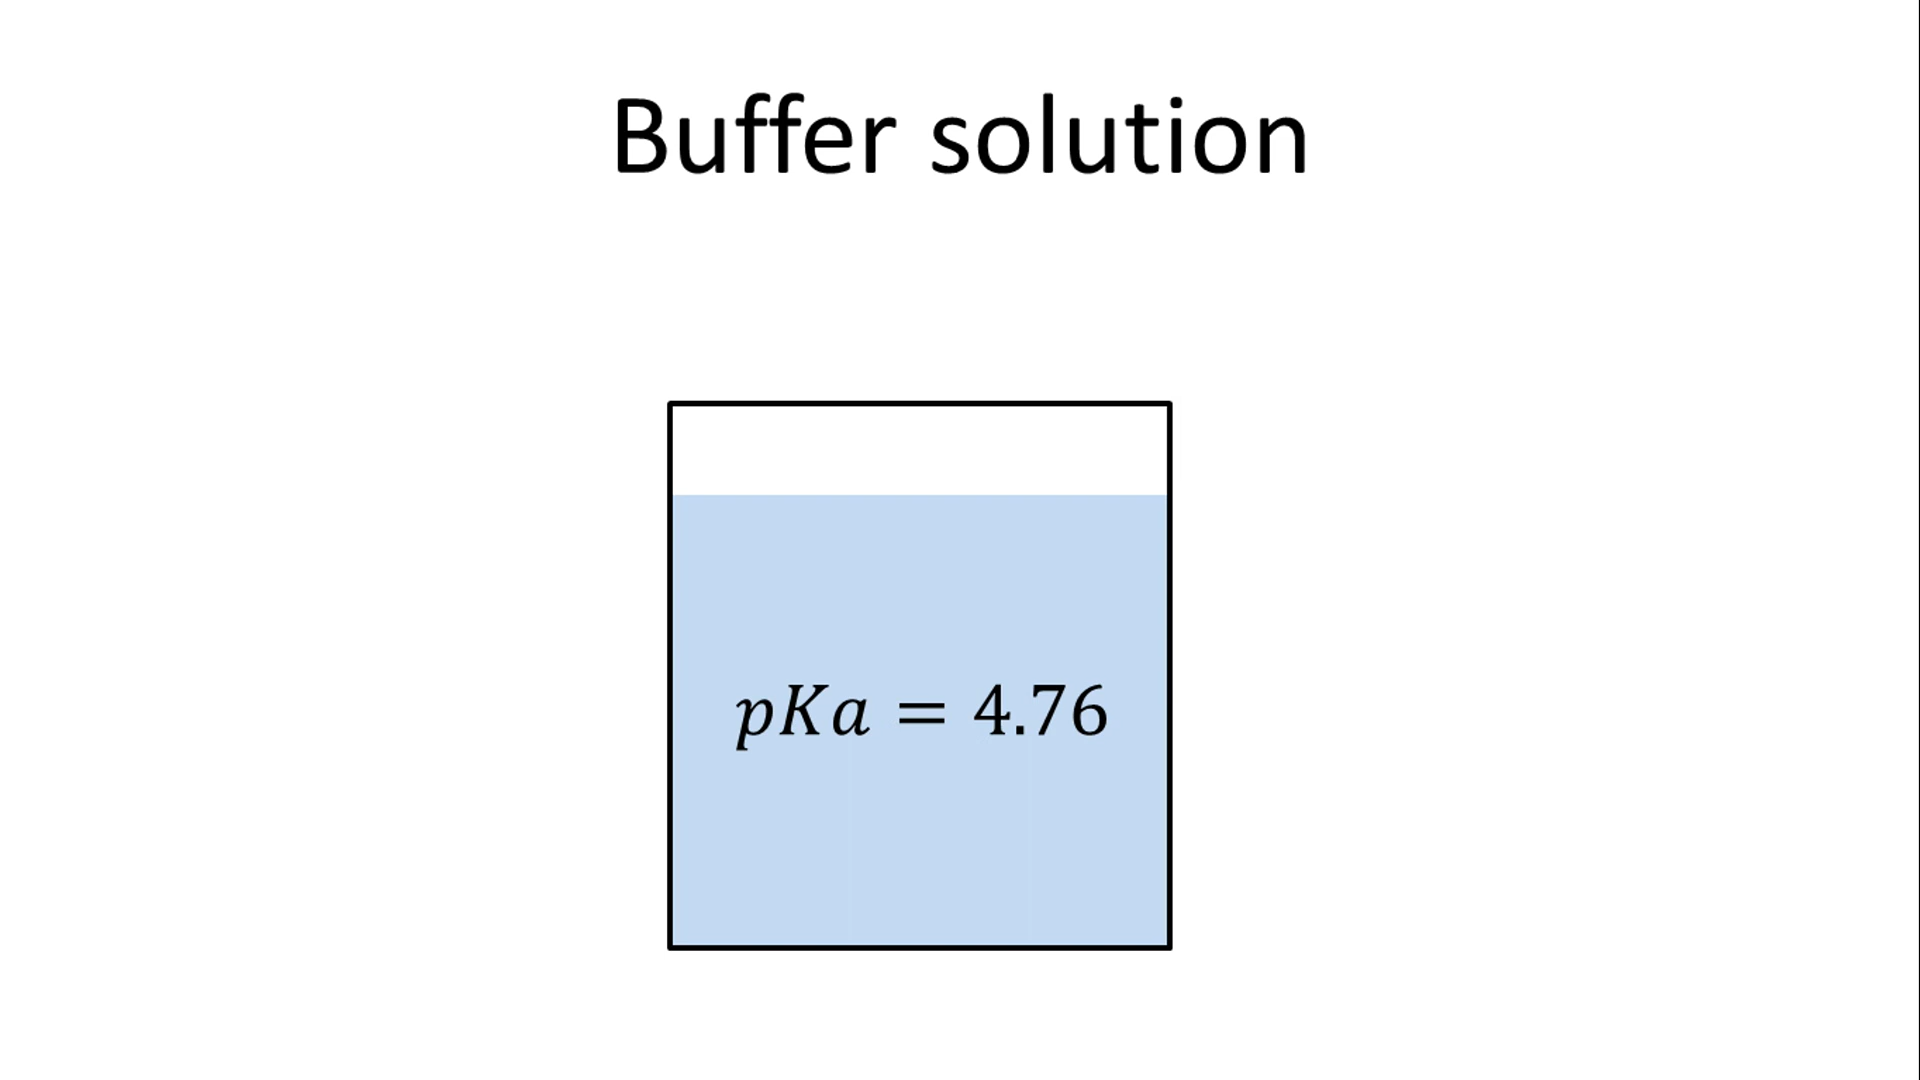 Buffer solution
pKa = 4.76